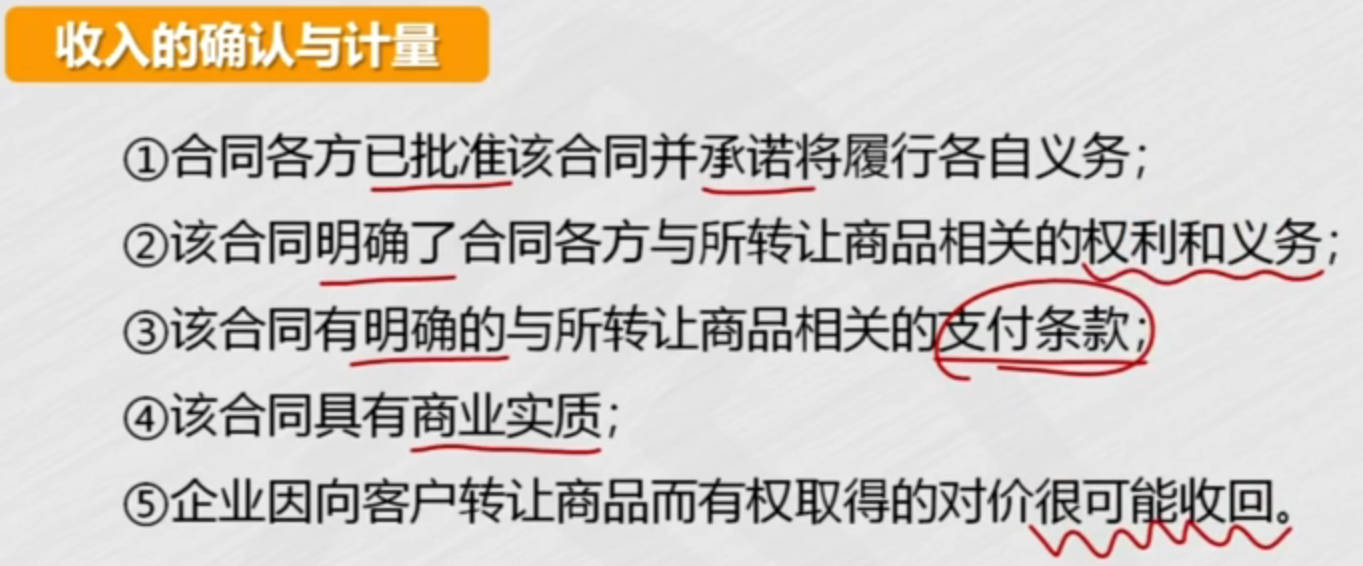 收入的确认与计量
①合同各方已批准该合同并承诺将履行各自义务；
②该合同明确了合同各方与所转让商品相关的权利和义务；
③该合同有明确的与所转让商品相关的支付条款；
④该合同具有商业实质；
⑤企业因向客户转让商品而有权取得的对价很可能收回。